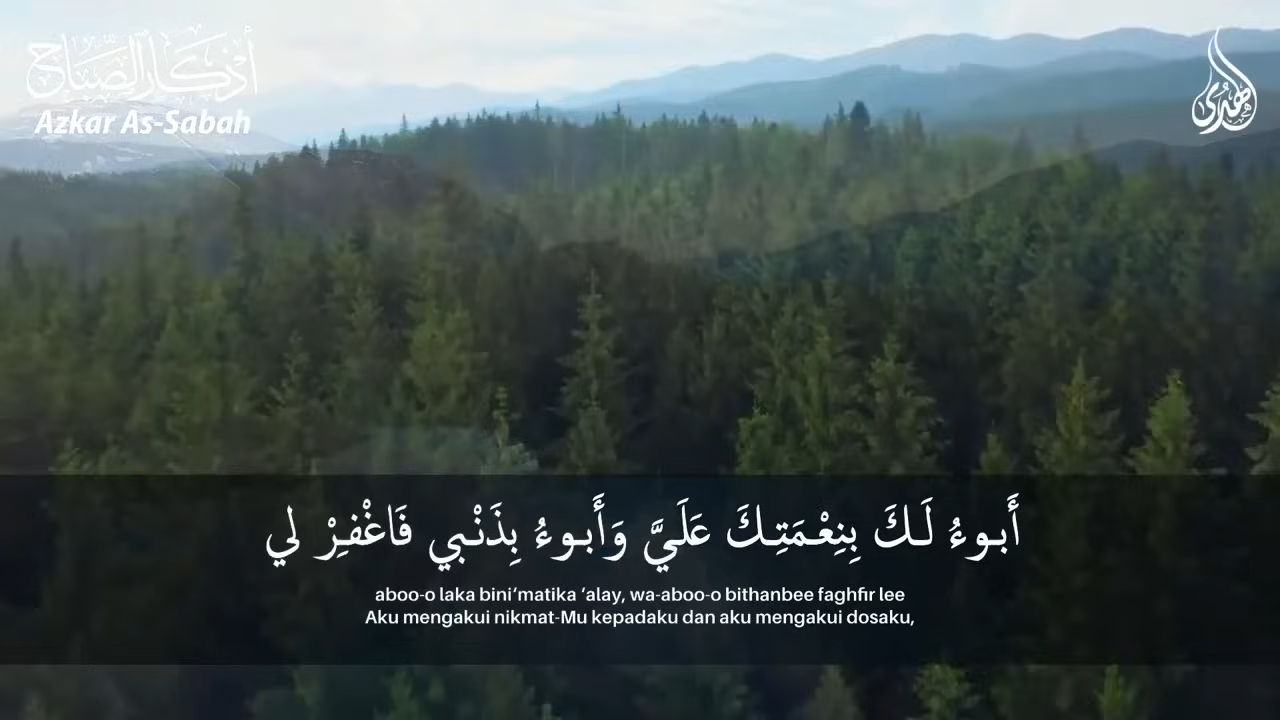 أذكار الصباح
Azkar As-Sabah
الهدى
أَبوءُ لَكَ بِنِعْمَتِكَ عَلَيَّ وَأَبوءُ بِذَنْبي فَاغْفِرْ لي
aboo-o laka bini‘matika ‘alay, wa-aboo-o bithanbee faghfir lee
Aku mengakui nikmat-Mu kepadaku dan aku mengakui dosaku,